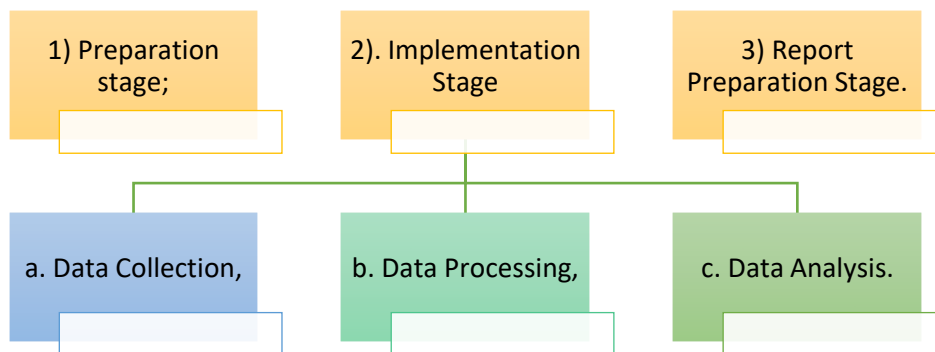 1) Preparation
stage;
2). Implementation
Stage
3) Report
Preparation Stage.
a. Data Collection,
b. Data Processing,
c. Data Analysis.